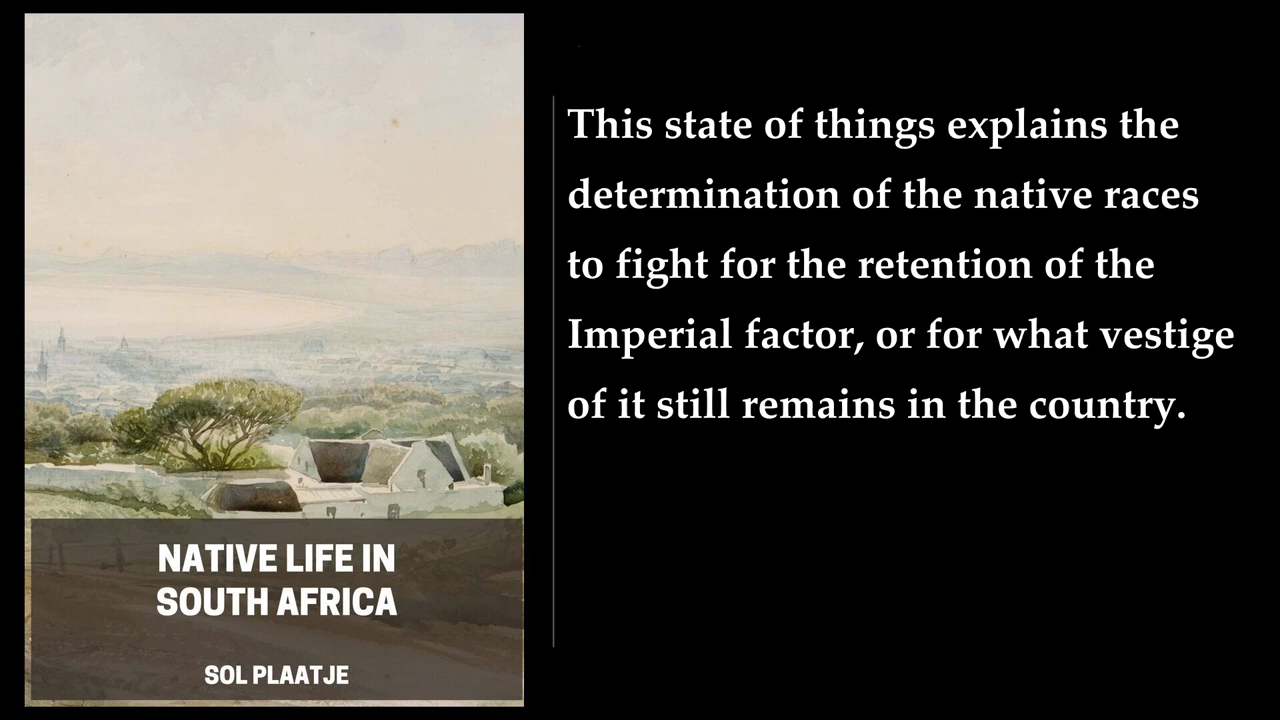 NATIVE LIFE IN
SOUTH AFRICA
SOL PLAATJE
This state of things explains the
determination of the native races
to fight for the retention of the
Imperial factor, or for what vestige
of it still remains in the country.